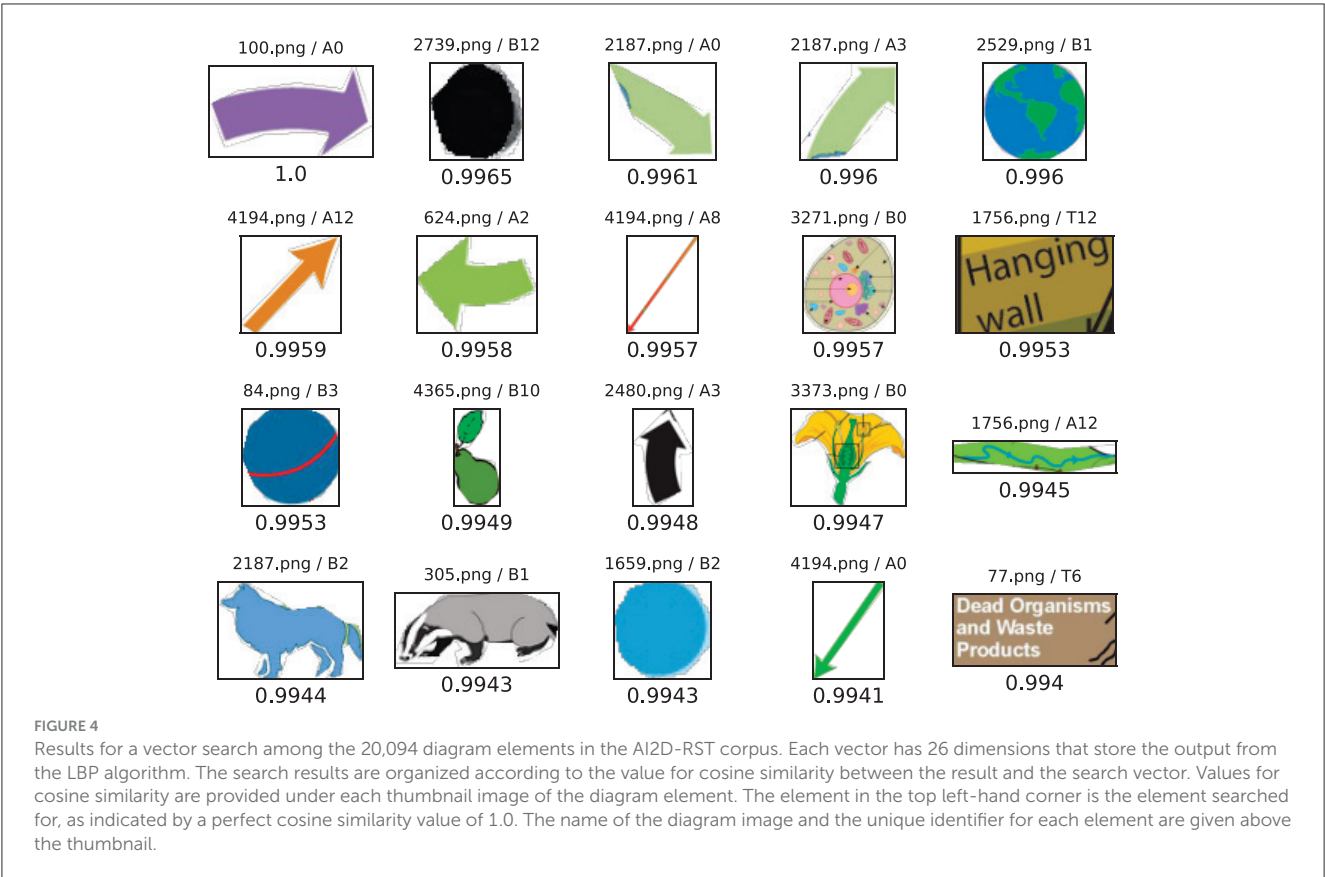 100.png / A0
2739.png / B12
2187.png / A0
2187.png / A3
2529.png / B1
1.0
0.9965
0.9961
0.996
0.996
4194.png / A12
624.png / A2
4194.png / A8
3271.png / B0
1756.png / T12
Hanging
wall
0.9959
0.9958
0.9957
0.9957
0.9953
84.png / B3
4365.png / B10
2480.png / A3
3373.png / B0
1756.png / A12
0.9953
0.9949
0.9948
0.9947
0.9945
2187.png / B2
305.png / B1
1659.png / B2
4194.png / A0
77.png / T6
Dead Organisms
and Waste
Products
0.9944
0.9943
0.9943
0.9941
0.994
FIGURE 4
Results for a vector search among the 20,094 diagram elements in the AI2D-RST corpus. Each vector has 26 dimensions that store the output from
the LBP algorithm. The search results are organized according to the value for cosine similarity between the result and the search vector. Values for
cosine similarity are provided under each thumbnail image of the diagram element. The element in the top left-hand corner is the element searched
for, as indicated by a perfect cosine similarity value of 1.0. The name of the diagram image and the unique identifier for each element are given above
the thumbnail.